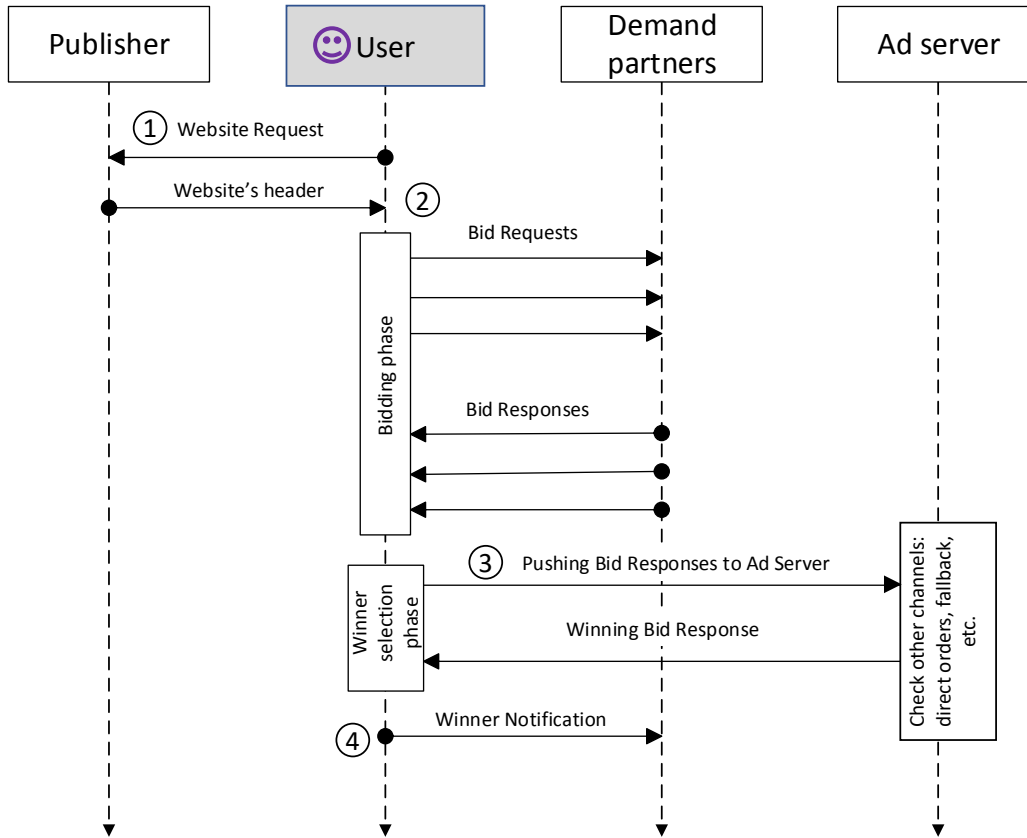 Publisher
User
Demand
partners
Ad server
1 Website Request
Website’s header
2
Bid Requests
Bidding phase
Bid Responses
3 Pushing Bid Responses to Ad Server
Winner
selection
phase
Winning Bid Response
Check other channels:
direct orders, fallback,
etc.
4
Winner Notification